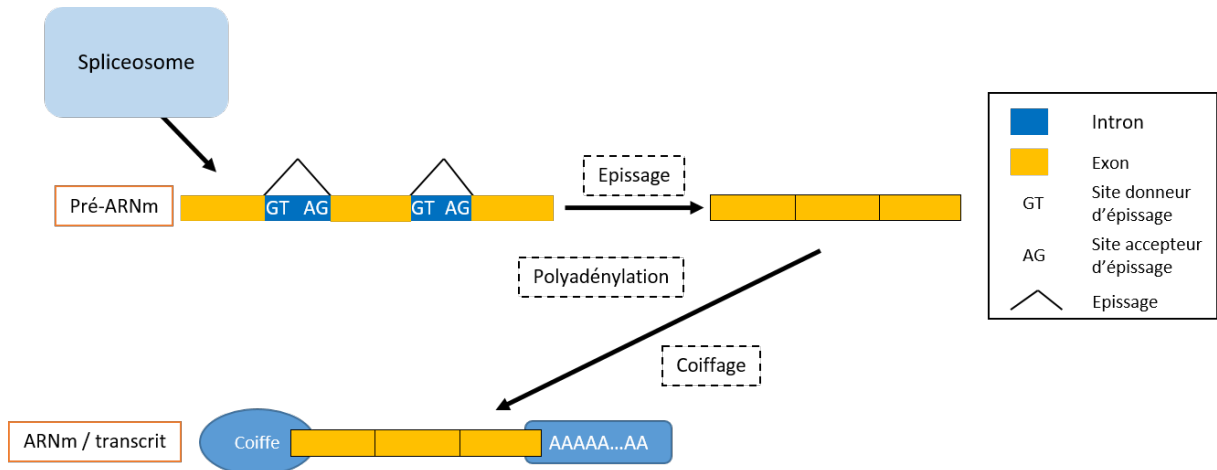 Spliceosome
Pré-ARNm
GT AG
GT AG
Epissage
Polyadénylation
Coiffage
ARNm / transcrit
Coiffe
AAAAA...AA
Intron
Exon
GT
Site donneur
d'épissage
AG
Site accepteur
d'épissage
Epissage